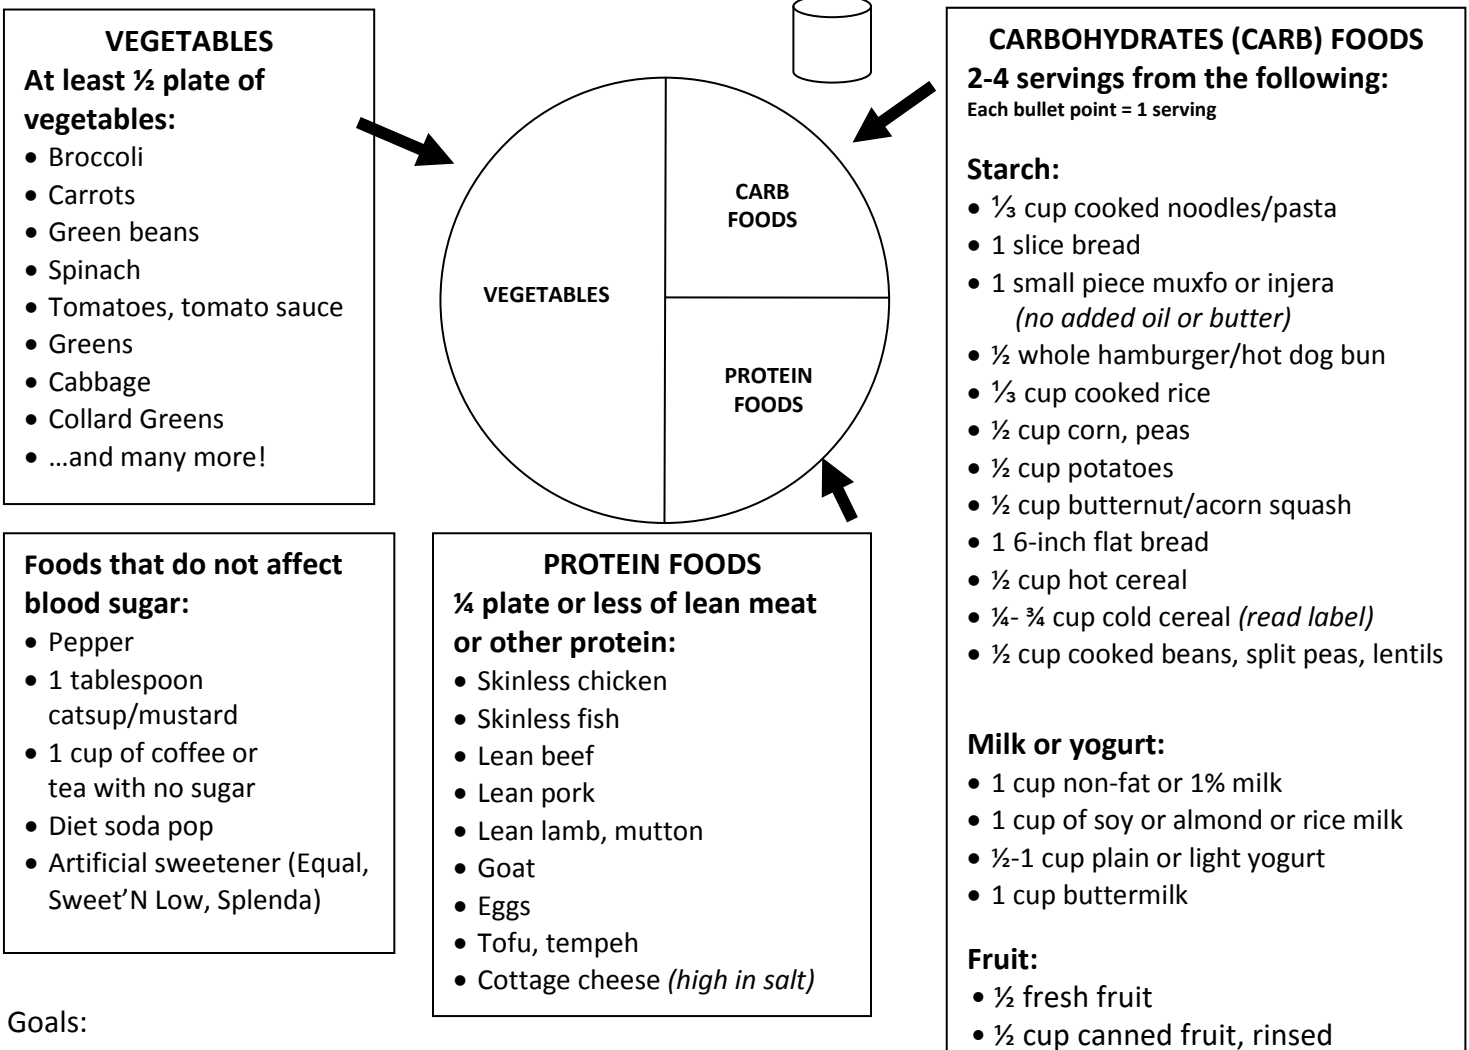 VEGETABLES
At least ½ plate of
vegetables:
• Broccoli
• Carrots
• Green beans
• Spinach
• Tomatoes, tomato sauce
• Greens
• Cabbage
• Collard Greens
• …and many more!
VEGETABLES
CARB
FOODS
PROTEIN
FOODS
CARBOHYDRATES (CARB) FOODS
2-4 servings from the following:
Each bullet point = 1 serving
Starch:
• ⅓ cup cooked noodles/pasta
• 1 slice bread
• 1 small piece muxfo or injera
(no added oil or butter)
• ½ whole hamburger/hot dog bun
• ⅓ cup cooked rice
• ½ cup corn, peas
• ½ cup potatoes
• ½ cup butternut/acorn squash
• 1 6-inch flat bread
• ½ cup hot cereal
• ¼- ¾ cup cold cereal (read label)
• ½ cup cooked beans, split peas, lentils
Milk or yogurt:
• 1 cup non-fat or 1% milk
• 1 cup of soy or almond or rice milk
• ½-1 cup plain or light yogurt
• 1 cup buttermilk
Fruit:
• ½ fresh fruit
• ½ cup canned fruit, rinsed
Foods that do not affect
blood sugar:
• Pepper
• 1 tablespoon
catsup/mustard
• 1 cup of coffee or
tea with no sugar
• Diet soda pop
• Artificial sweetener (Equal,
Sweet’N Low, Splenda)
PROTEIN FOODS
¼ plate or less of lean meat
or other protein:
• Skinless chicken
• Skinless fish
• Lean beef
• Lean pork
• Lean lamb, mutton
• Goat
• Eggs
• Tofu, tempeh
• Cottage cheese (high in salt)
Goals: